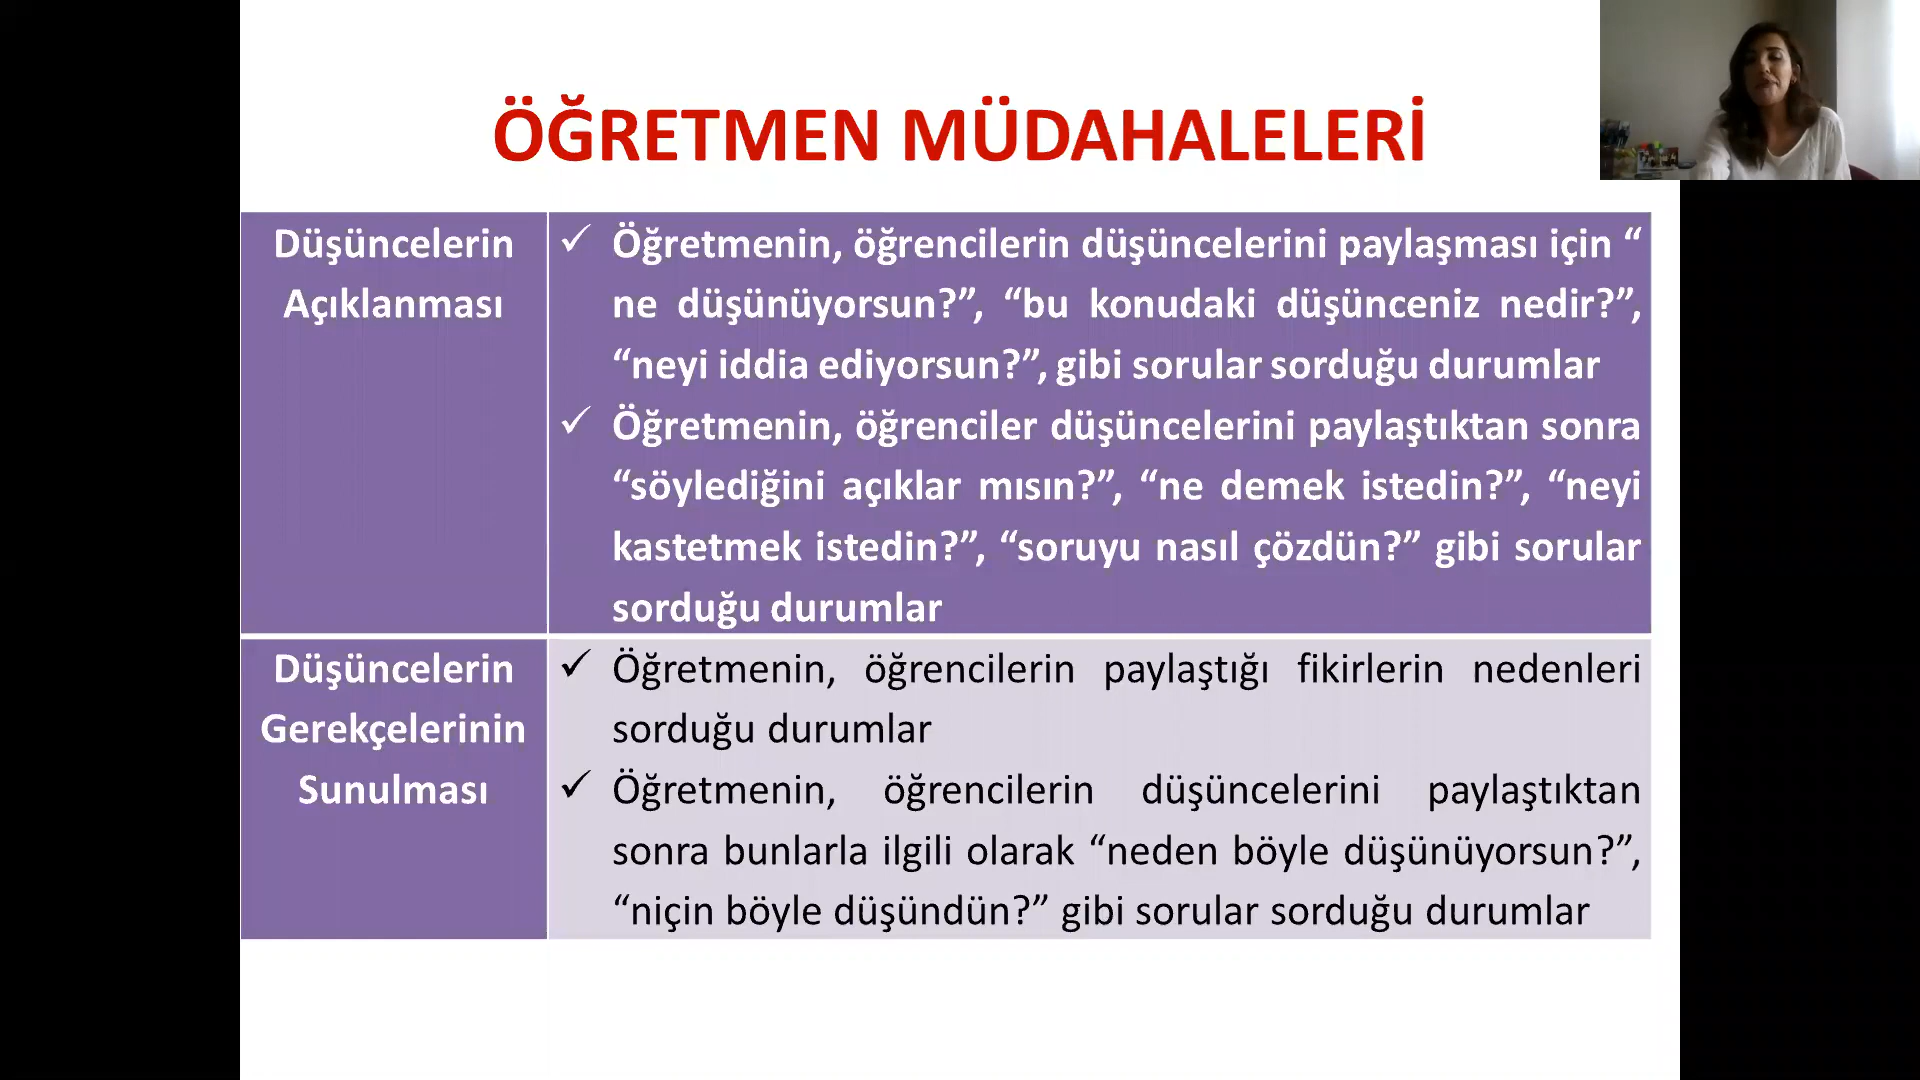 ÖĞRETMEN MÜDAHALELERİ
Düşüncelerin
Açıklanması
✓ Öğretmenin, öğrencilerin düşüncelerini paylaşması için “
ne düşünüyorsun?”, “bu konudaki düşünceniz nedir?”,
“neyi iddia ediyorsun?”, gibi sorular sorduğu durumlar
✓ Öğretmenin, öğrenciler düşüncelerini paylaştıktan sonra
“söylediğini açıklar mısın?”, “ne demek istedin?”, “neyi
kastetmek istedin?”, “soruyu nasıl çözdün?” gibi sorular
sorduğu durumlar
Düşüncelerin
Gerekçelerinin
Sunulması
✓ Öğretmenin, öğrencilerin paylaştığı fikirlerin nedenleri
sorduğu durumlar
✓ Öğretmenin, öğrencilerin düşüncelerini paylaştıktan
sonra bunlarla ilgili olarak “neden böyle düşünüyorsun?”,
“niçin böyle düşündün?” gibi sorular sorduğu durumlar